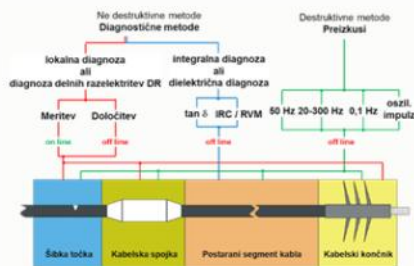 Ne destruktivne metode
Diagnostične metode
Destruktivne metode
Preizkusi
lokalna diagnoza
ali
diagnoza delnih razelektritev DR
integralna diagnoza
ali
dielektrična diagnoza
Meritev
Določitev
tan δ
IRC / RVM
50 Hz
20-300 Hz
0,1 Hz
oszil.
impulz
on line
off line
off line
off line
Šibka točka
Kabelska spojka
Postarani segment kabla
Kabelski končnik